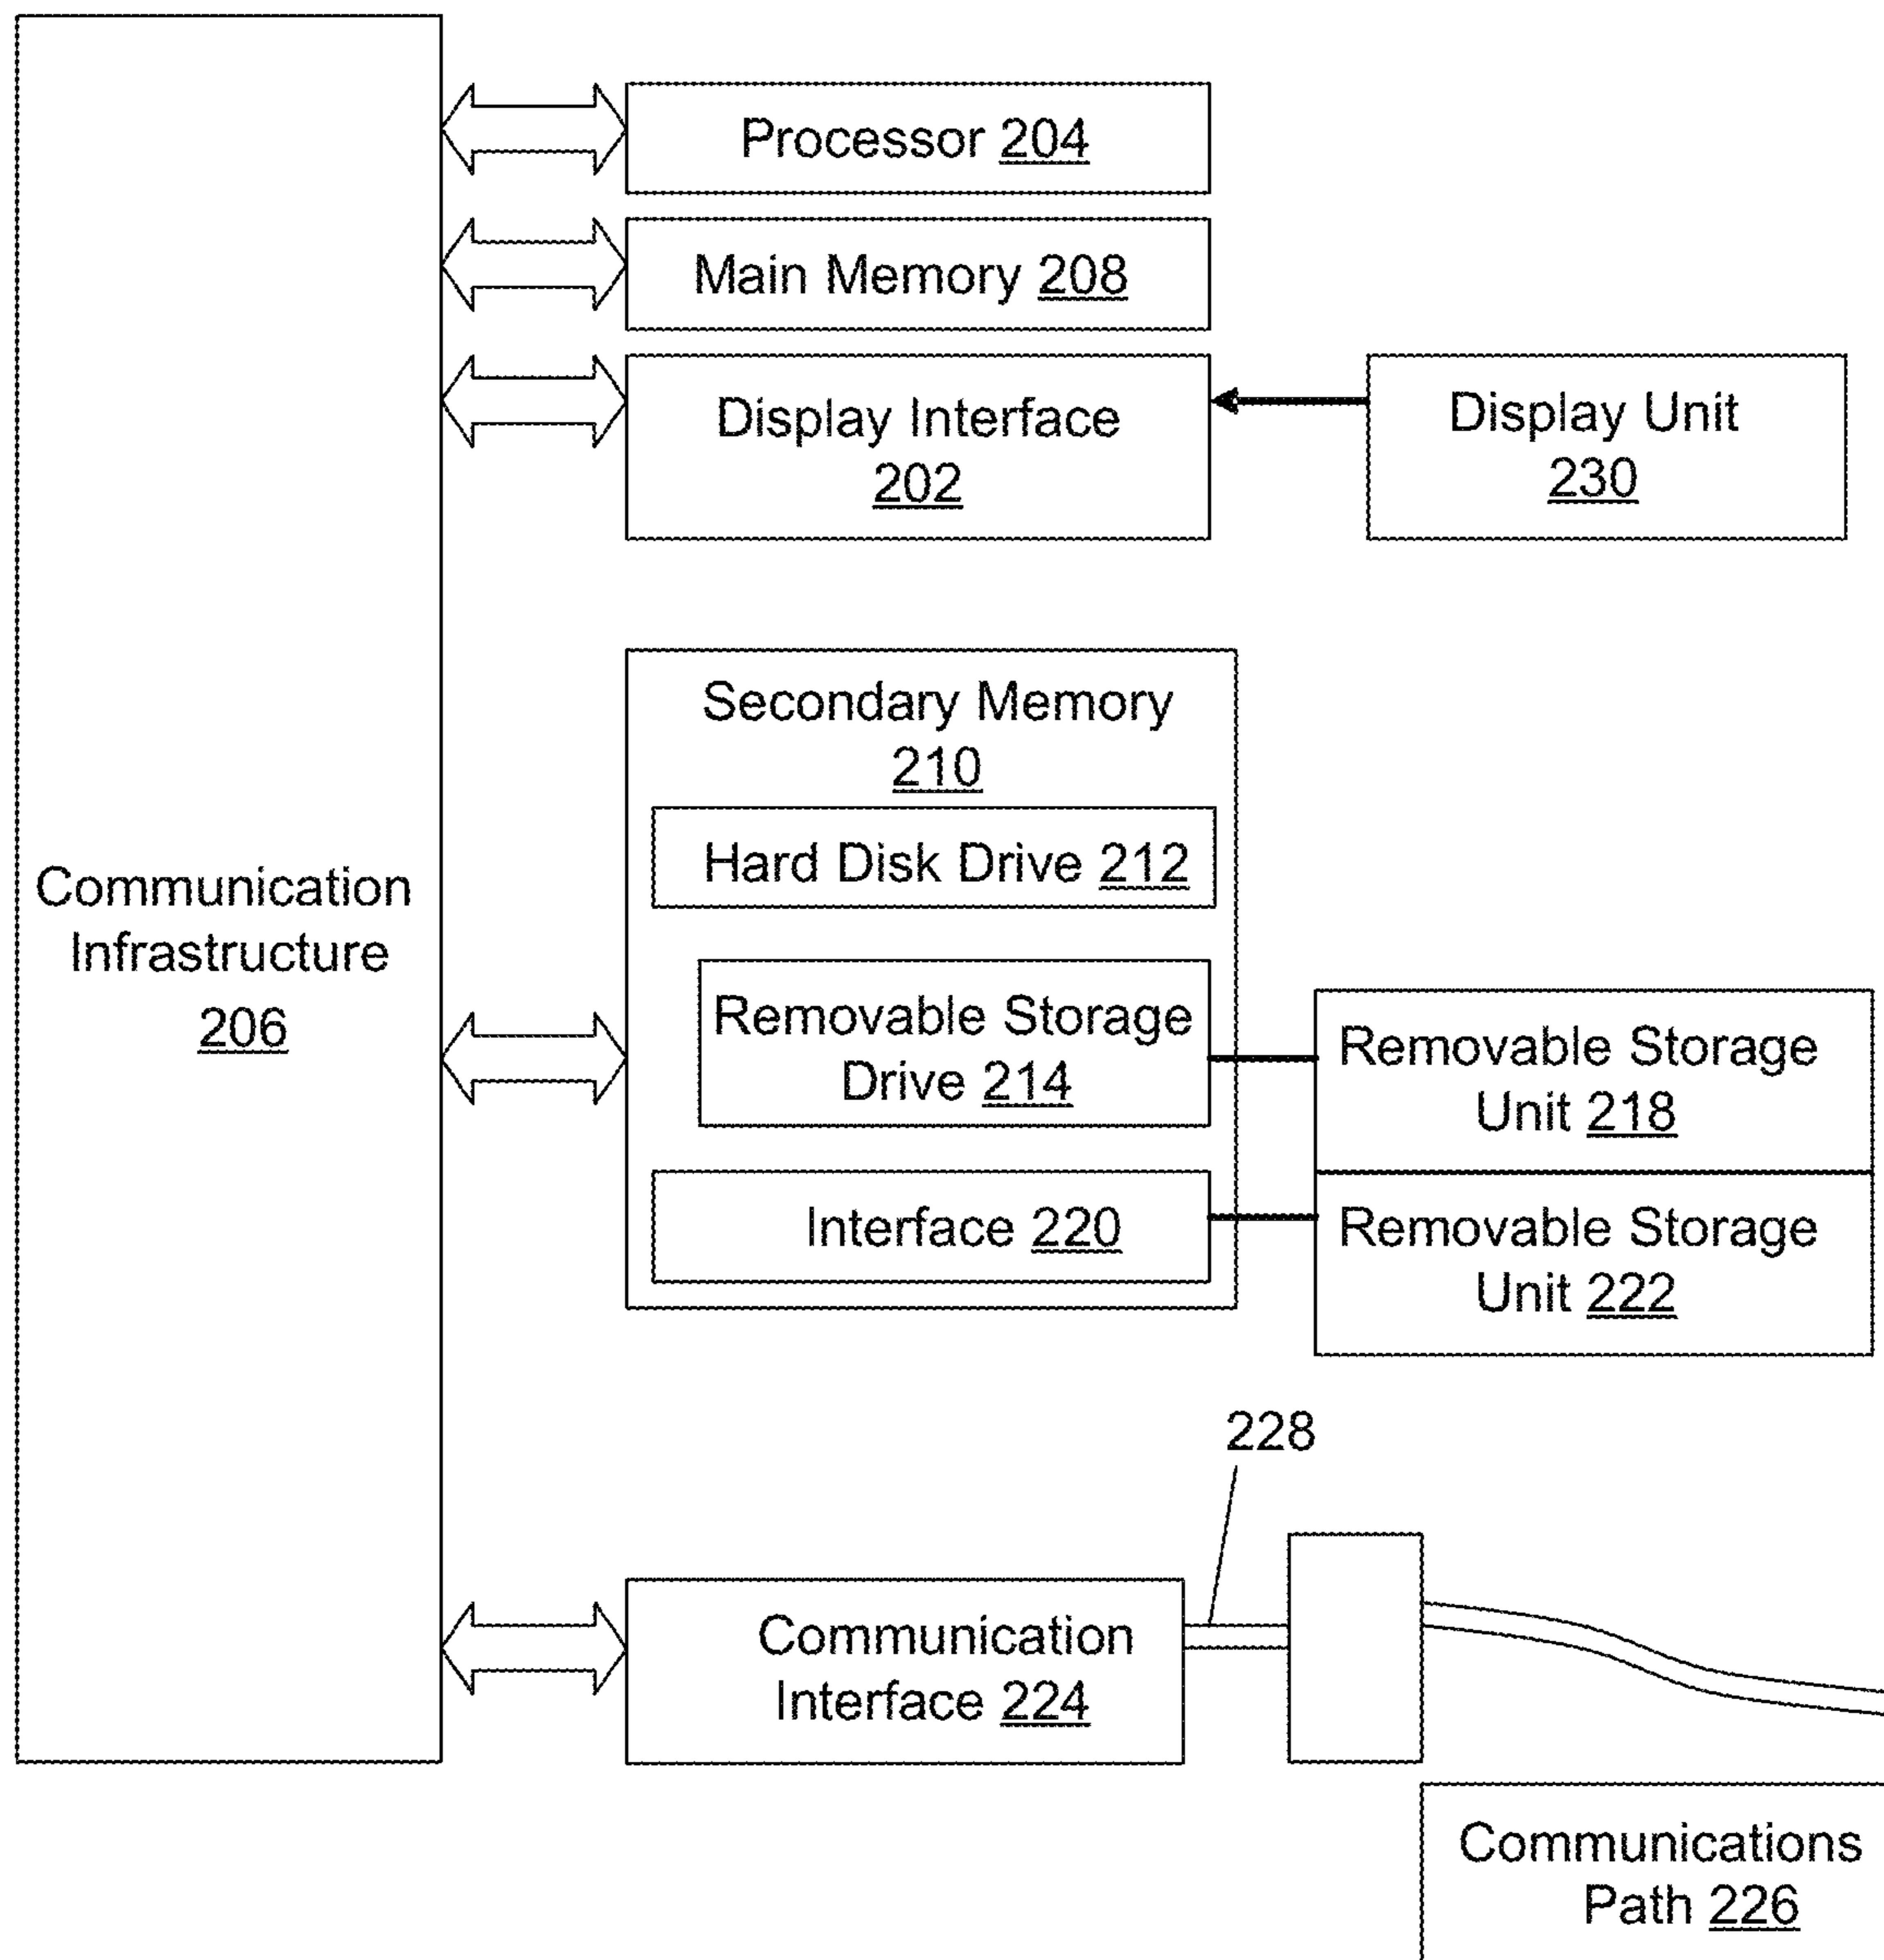 Processor 204
Main Memory 208
Display Interface
202
Display Unit
230
Secondary Memory
210
Hard Disk Drive 212
Communication
Infrastructure
206
Removable Storage
Drive 214
Removable Storage
Unit 218
Interface 220
Removable Storage
Unit 222
228
Communication
Interface 224
Communications
Path 226